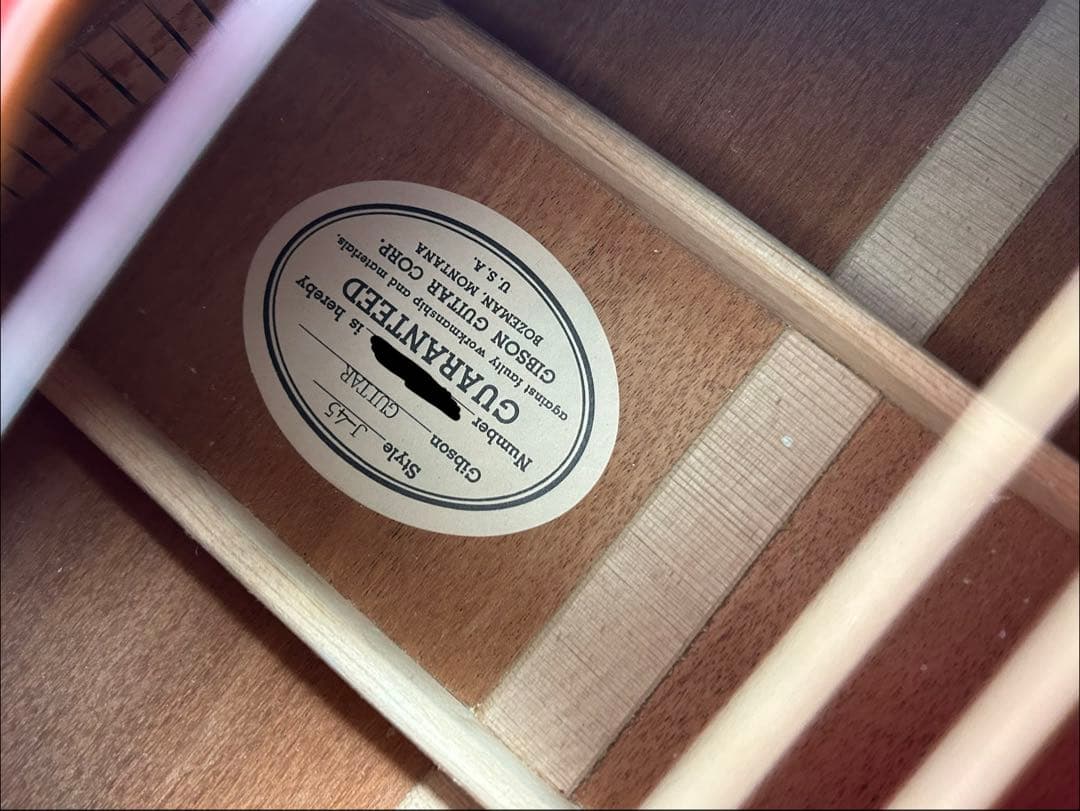 Style J-45
Gibson GUITAR
Number is hereby
GUARANTEED
against faulty workmanship and materials.
GIBSON GUITAR CORP.
BOZEMAN, MONTANA
U.S.A.